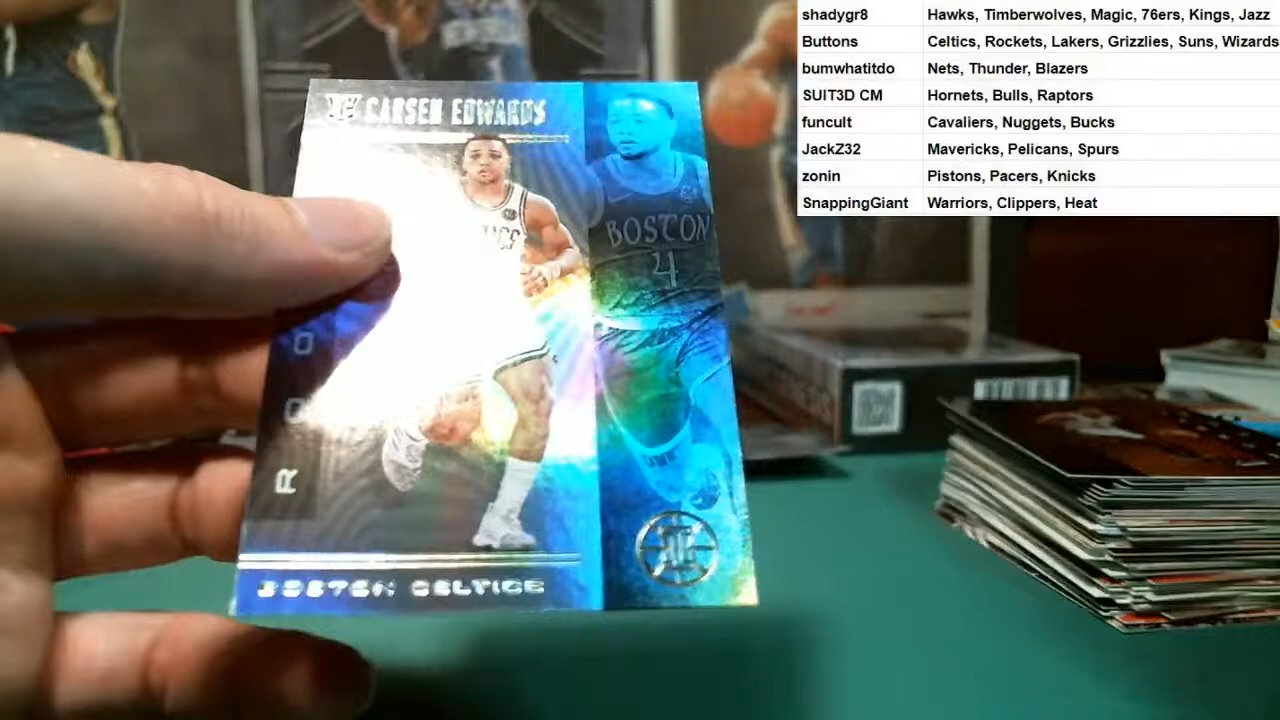 shadygr8 Hawks, Timberwolves, Magic, 76ers, Kings, Jazz
Buttons Celtics, Rockets, Lakers, Grizzlies, Suns, Wizards
bumwhatitdo Nets, Thunder, Blazers
SUIT3D CM Hornets, Bulls, Raptors
funcult Cavaliers, Nuggets, Bucks
JackZ32 Mavericks, Pelicans, Spurs
zonin Pistons, Pacers, Knicks
SnappingGiant Warriors, Clippers, Heat
CARSEN EDWARDS
BOSTON
4
BOSTON CELTICS